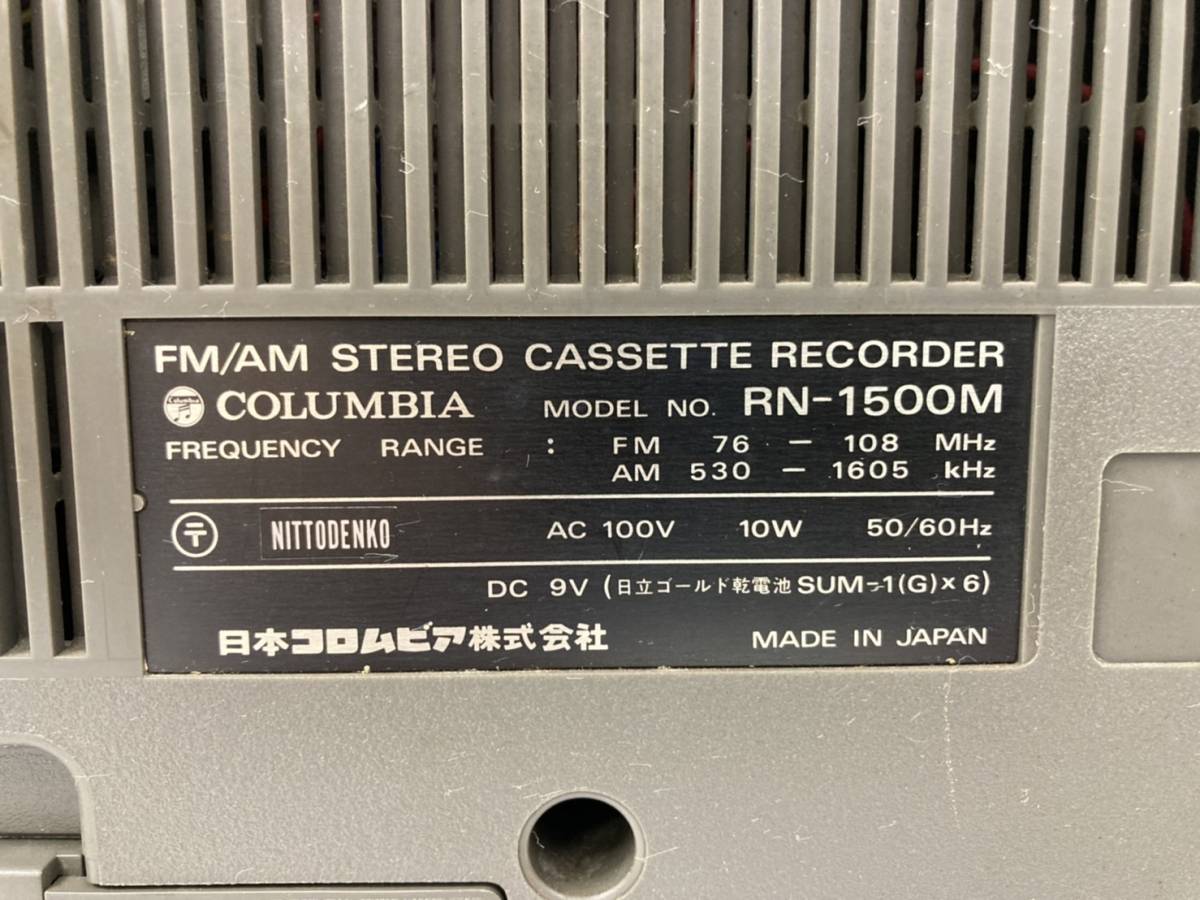 FM/AM STEREO CASSETTE RECORDER
COLUMBIA MODEL NO. RN-1500M
FREQUENCY RANGE : FM 76 - 108 MHz
AM 530 - 1605 kHz
〒 NITTODENKO AC 100V 10W 50/60Hz
DC 9V (日立ゴールド乾電池 SUM-1(G)×6)
日本コロムビア株式会社 MADE IN JAPAN